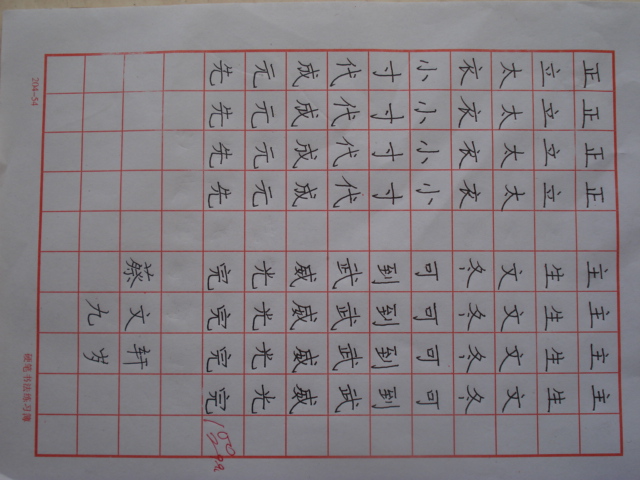 正正正正 主主主主
立立立立 生生生生
太太太太 文文文文
衣衣衣衣 冬冬冬冬
小小小小 可可可可
寸寸寸寸 到到到到
代代代代 武武武武
成成成成 威威威威
元元元元 光光光光
先先先先 完完完完
100
蔡文轩
九岁
204-54 硬笔书法练习簿